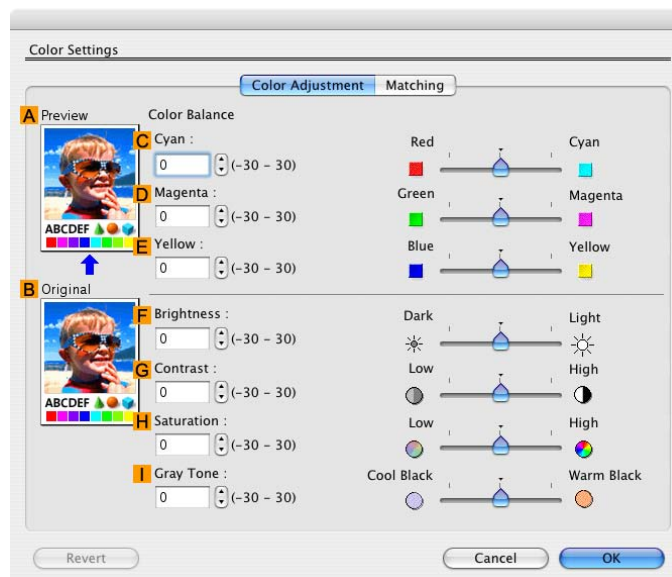 Color Settings
Color Adjustment Matching
A Preview
Color Balance
C Cyan :
0 (-30 – 30)
Red Cyan
D Magenta :
0 (-30 – 30)
Green Magenta
ABCDEF
E Yellow :
0 (-30 – 30)
Blue Yellow
B Original
F Brightness :
0 (-30 – 30)
Dark Light
G Contrast :
0 (-30 – 30)
Low High
ABCDEF
H Saturation :
0 (-30 – 30)
Low High
I Gray Tone :
0 (-30 – 30)
Cool Black Warm Black
Revert Cancel OK